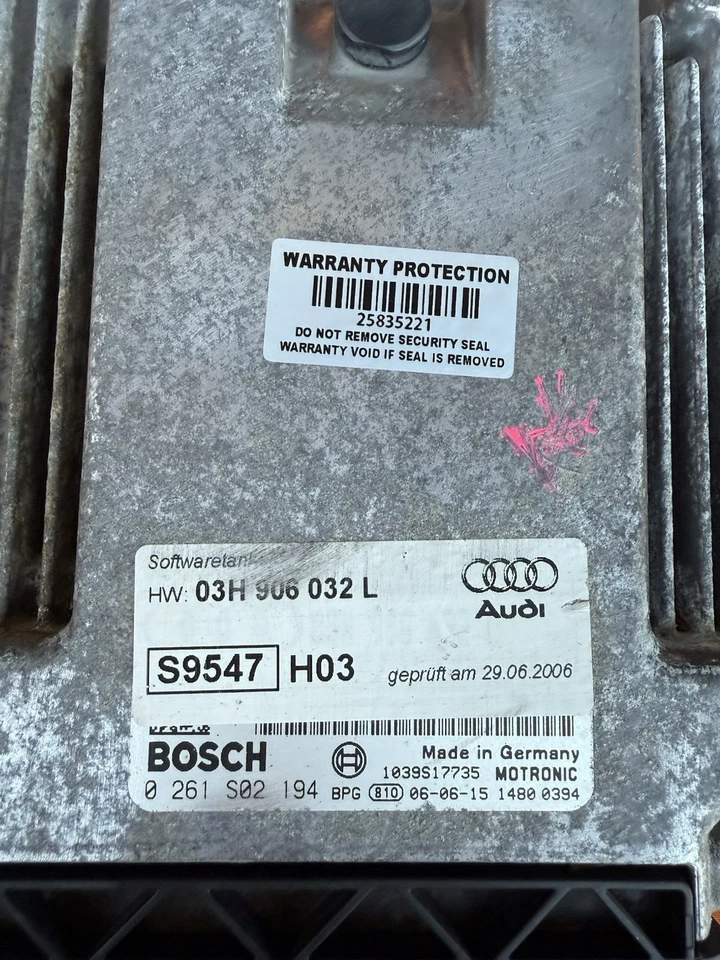 WARRANTY PROTECTION
25835221
DO NOT REMOVE SECURITY SEAL
WARRANTY VOID IF SEAL IS REMOVED
HW: 03H 906 032 L
Audi
S9547 H03 geprüft am 29.06.2006
BOSCH Made in Germany
1039S17735 MOTRONIC
0 261 S02 194 BPG 810 06-06-15 1480 0394